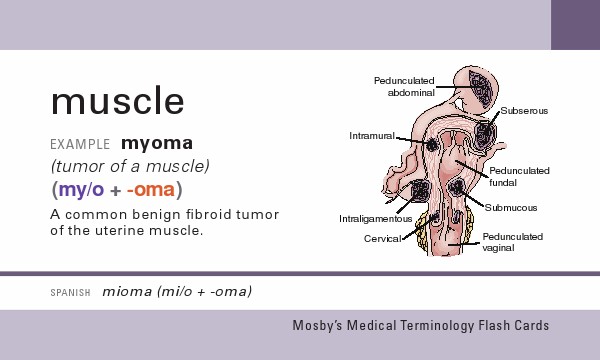 muscle
EXAMPLE myoma
(tumor of a muscle)
(my/o + -oma)
A common benign fibroid tumor
of the uterine muscle.
Pedunculated
abdominal
Subserous
Intramural
Pedunculated
fundal
Submucous
Intraligamentous
Cervical
Pedunculated
vaginal
SPANISH mioma (mi/o + -oma)
Mosby's Medical Terminology Flash Cards